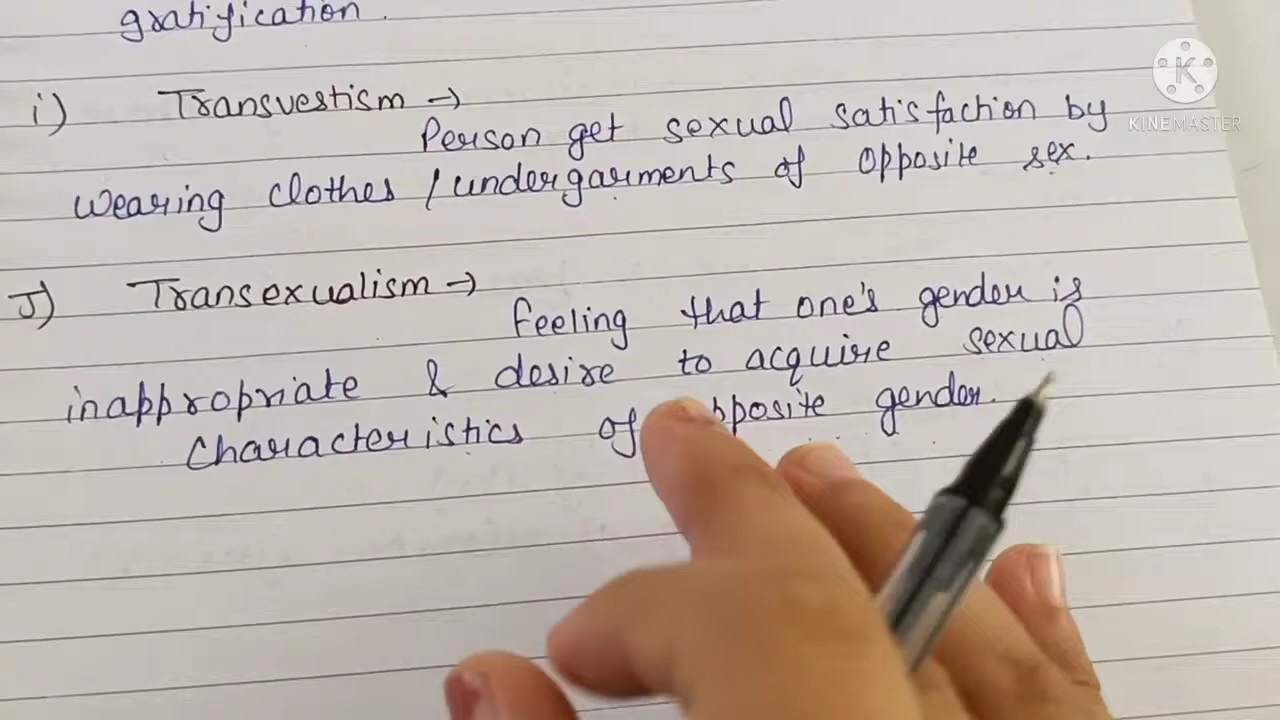 gratification.
i) Transvestism →
Person get sexual satisfaction by
wearing clothes / undergarments of opposite sex.
J) Transexualism →
feeling that one's gender is
inappropriate & desire to acquire sexual
characteristics of opposite gender.
K
KINEMASTER